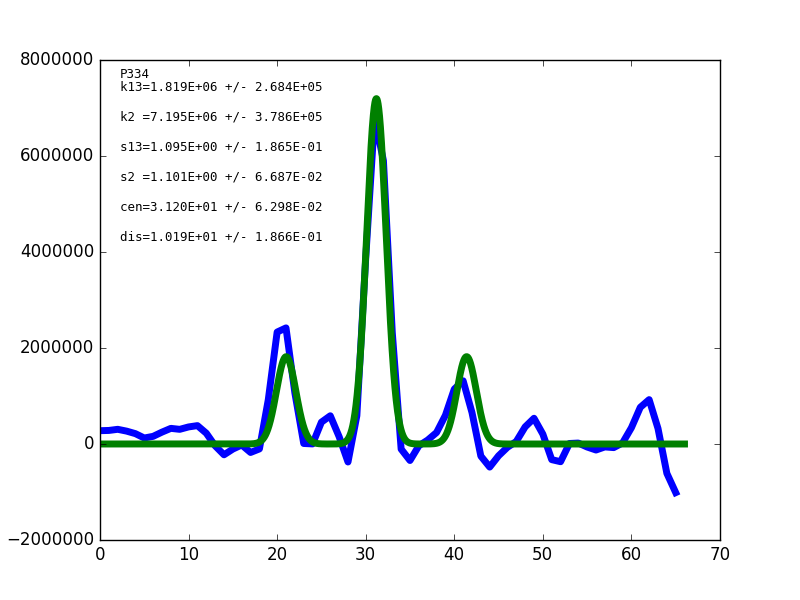 8000000
P334
k13=1.819E+06 +/- 2.684E+05
k2 =7.195E+06 +/- 3.786E+05
6000000
s13=1.095E+00 +/- 1.865E-01
s2 =1.101E+00 +/- 6.687E-02
cen=3.120E+01 +/- 6.298E-02
dis=1.019E+01 +/- 1.866E-01
4000000
2000000
0
−2000000
0 10 20 30 40 50 60 70